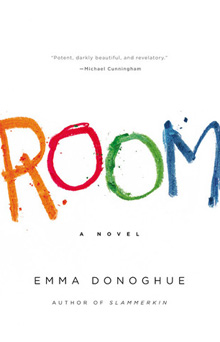 "Potent, darkly beautiful, and revelatory."
—Michael Cunningham
ROOM
A NOVEL
EMMA DONOGHUE
AUTHOR OF SLAMMERKIN